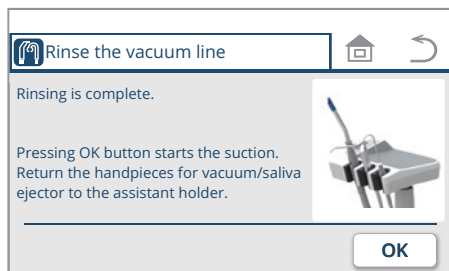 Rinse the vacuum line
Rinsing is complete.
Pressing OK button starts the suction.
Return the handpieces for vacuum/saliva
ejector to the assistant holder.
OK